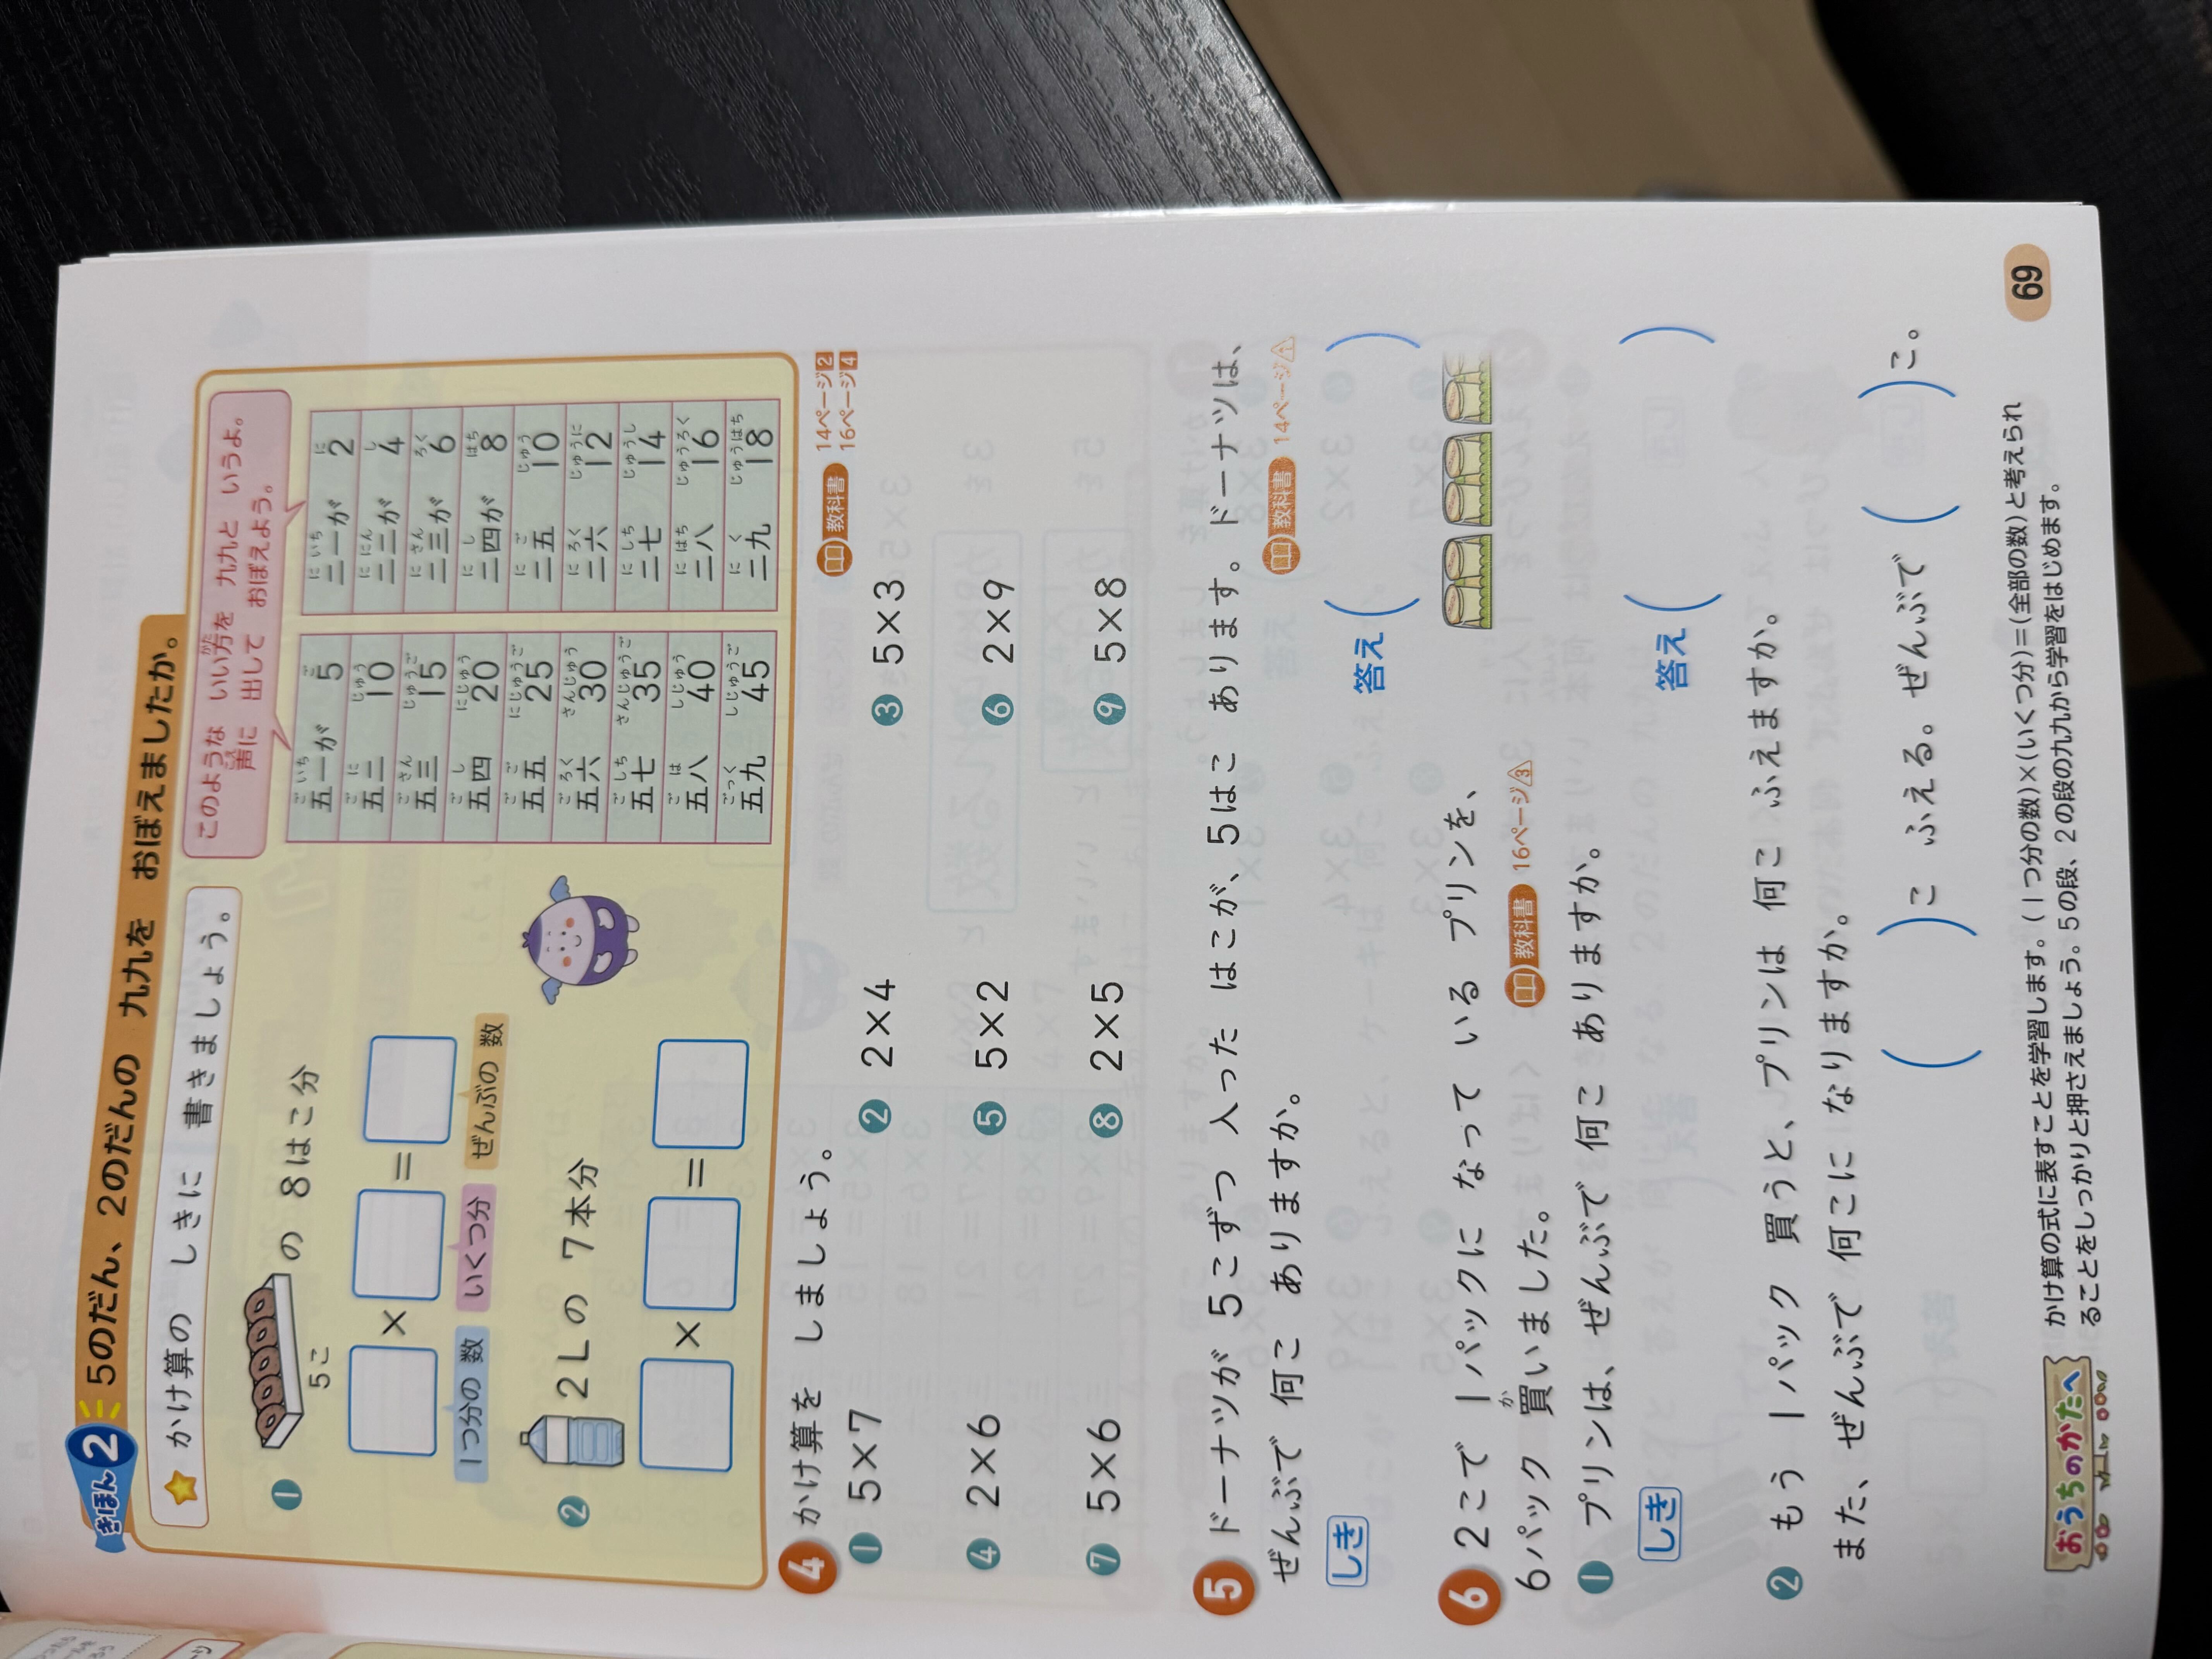 きほん2 5のだん、2のだんの 九九を おぼえましたか。
かけ算の しきに 書きましょう。
このような いい方を 九九と いうよ。
声に 出して おぼえよう。
1 の 8はこ分
5こ
× =
1つ分の 数 いくつ分 ぜんぶの 数
2 2Lの 7本分
× =
五一が 5
五二 10
五三 15
五四 20
五五 25
五六 30
五七 35
五八 40
五九 45
二一が 2
二二が 4
二三が 6
二四が 8
二五 10
二六 12
二七 14
二八 16
二九 18
4 かけ算を しましょう。
教科書 14ページ2
16ページ4
1 5×7 2 2×4 3 5×3
4 2×6 5 5×2 6 2×9
7 5×6 8 2×5 9 5×8
5 ドーナツが 5こずつ 入った はこが、5はこ あります。ドーナツは、
ぜんぶで 何こ ありますか。
教科書 14ページ1
しき 答え( )
6 2こで 1パックに なって いる プリンを、
6パック 買いました。
教科書 16ページ3
1 プリンは、ぜんぶで 何こ ありますか。
しき 答え( )
2 もう 1パック 買うと、プリンは 何こ ふえますか。
また、ぜんぶで 何こに なりますか。
( )こ ふえる。ぜんぶで ( )こ。
おうちのかたへ
かけ算の式に表すことを学習します。(1つ分の数)×(いくつ分)=(全部の数)と考えられ
ることをしっかりと押さえましょう。5の段、2の段の九九から学習をはじめます。
69